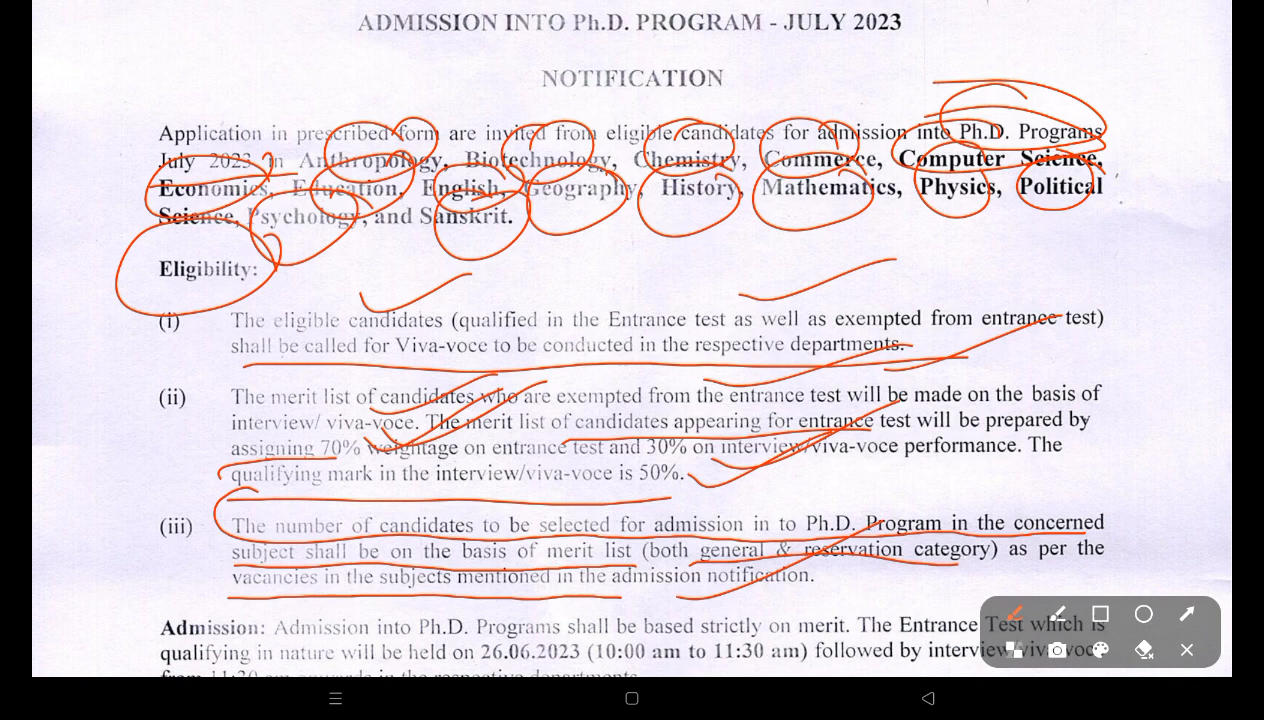 ADMISSION INTO Ph.D. PROGRAM - JULY 2023
NOTIFICATION
Application in prescribed form are invited from eligible candidates for admission into Ph.D. Programs
July 2023 in Anthropology, Biotechnology, Chemistry, Commerce, Computer Science,
Economics, Education, English, Geography, History, Mathematics, Physics, Political
Science, Psychology, and Sanskrit.
Eligibility:
(i) The eligible candidates (qualified in the Entrance test as well as exempted from entrance test)
shall be called for Viva-voce to be conducted in the respective departments.
(ii) The merit list of candidates who are exempted from the entrance test will be made on the basis of
interview/ viva-voce. The merit list of candidates appearing for entrance test will be prepared by
assigning 70% weightage on entrance test and 30% on interview/viva-voce performance. The
qualifying mark in the interview/viva-voce is 50%.
(iii) The number of candidates to be selected for admission in to Ph.D. Program in the concerned
subject shall be on the basis of merit list (both general & reservation category) as per the
vacancies in the subjects mentioned in the admission notification.
Admission: Admission into Ph.D. Programs shall be based strictly on merit. The Entrance Test which is
qualifying in nature will be held on 26.06.2023 (10:00 am to 11:30 am) followed by interview/viva-voce
from 11:30 am onwards in the respective departments.